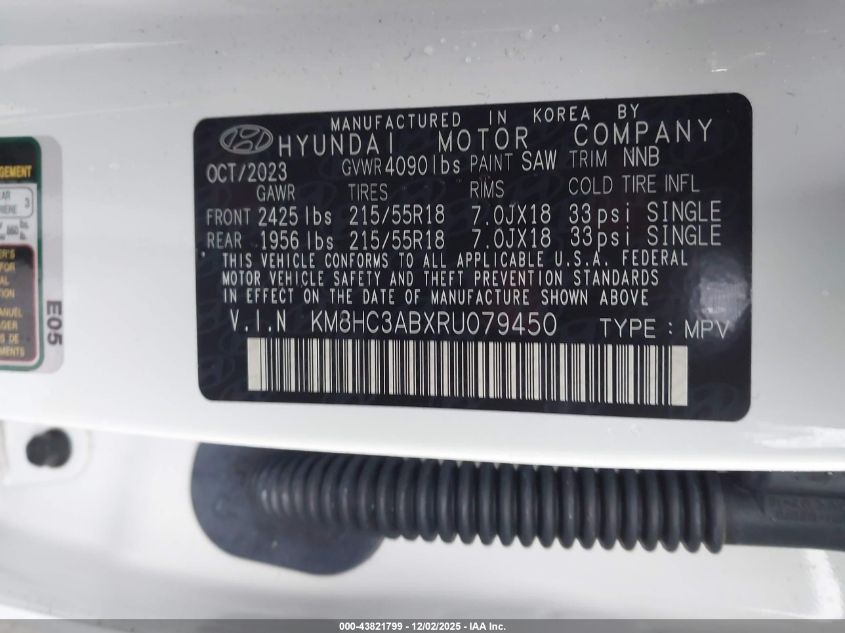 MANUFACTURED IN KOREA BY
HYUNDAI MOTOR COMPANY
OCT/2023 GVWR 4090 lbs PAINT SAW TRIM NNB
GAWR TIRES RIMS COLD TIRE INFL
FRONT 2425 lbs 215/55R18 7.0JX18 33psi SINGLE
REAR 1956 lbs 215/55R18 7.0JX18 33psi SINGLE
THIS VEHICLE CONFORMS TO ALL APPLICABLE U.S.A. FEDERAL
MOTOR VEHICLE SAFETY AND THEFT PREVENTION STANDARDS
IN EFFECT ON THE DATE OF MANUFACTURE SHOWN ABOVE
V.I.N KM8HC3ABXRU079450 TYPE : MPV
E05
000-43821799 - 12/02/2025 - IAA Inc.